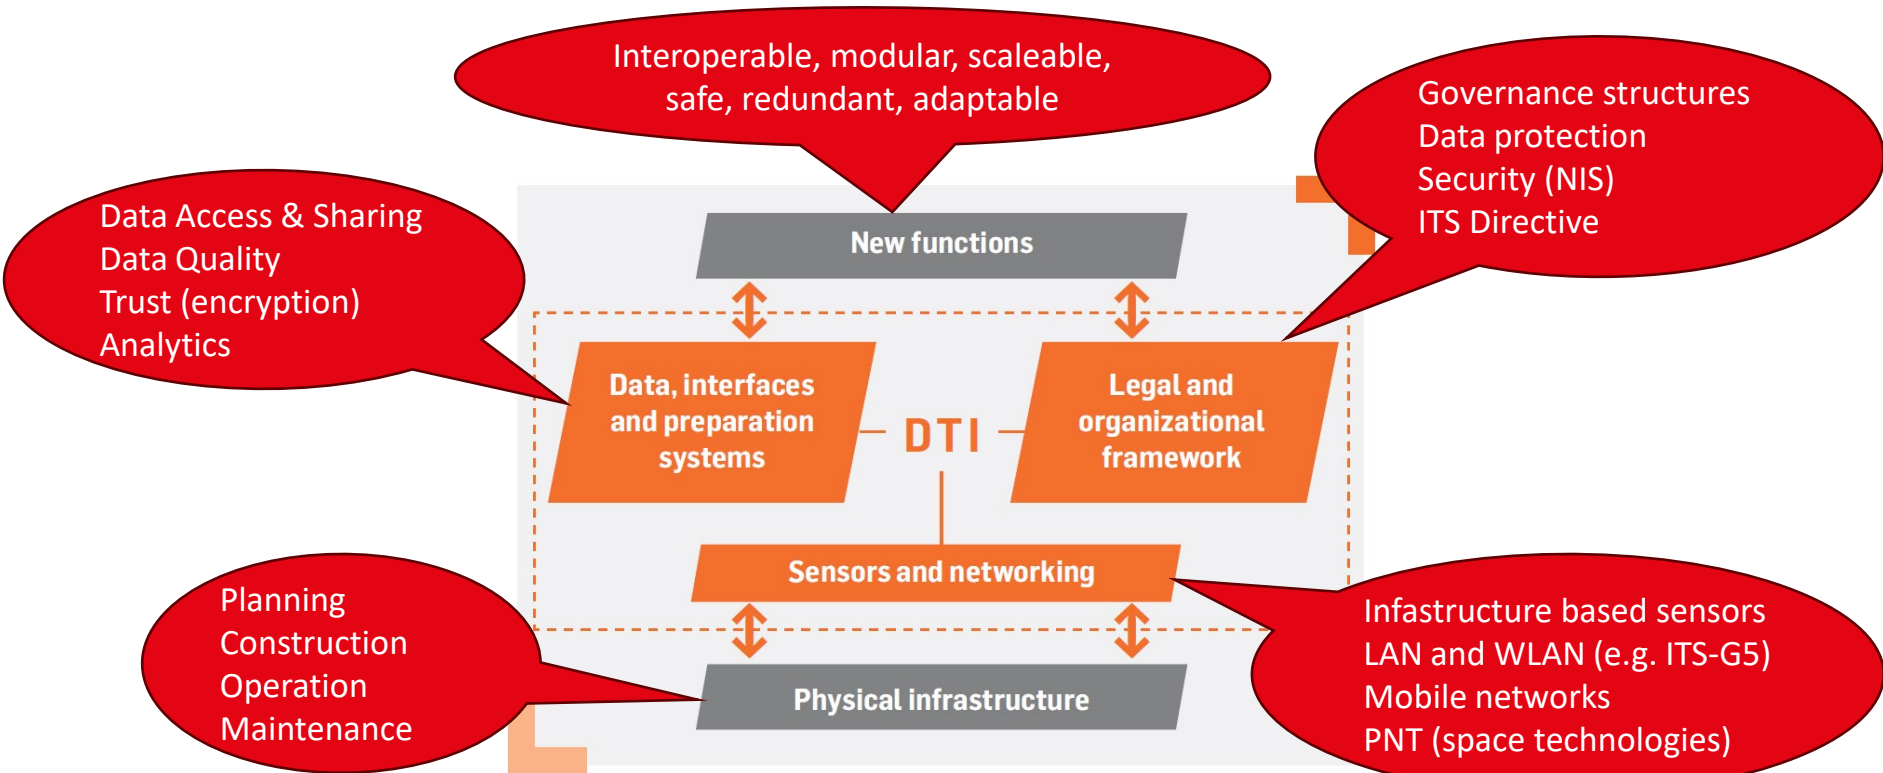 Interoperable, modular, scaleable,
safe, redundant, adaptable
Governance structures
Data protection
Security (NIS)
ITS Directive
Data Access & Sharing
Data Quality
Trust (encryption)
Analytics
New functions
Data, interfaces
and preparation
systems
DTI
Legal and
organizational
framework
Sensors and networking
Planning
Construction
Operation
Maintenance
Physical infrastructure
Infastructure based sensors
LAN and WLAN (e.g. ITS-G5)
Mobile networks
PNT (space technologies)